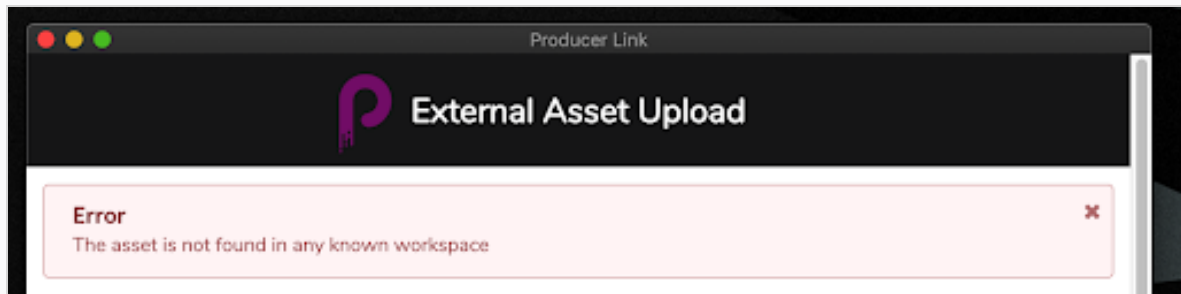 Producer Link
External Asset Upload
Error
The asset is not found in any known workspace